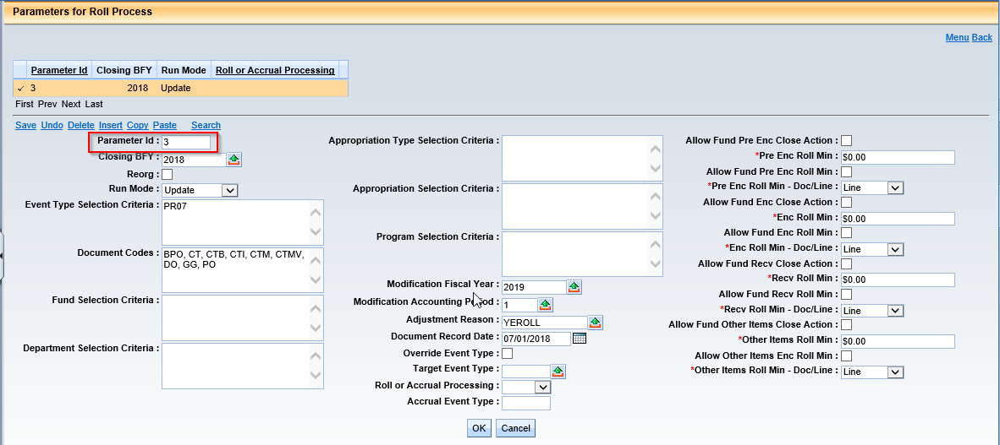 Parameters for Roll Process
Menu Back
Parameter Id Closing BFY Run Mode Roll or Accrual Processing
3 2018 Update
First Prev Next Last
Save Undo Delete Insert Copy Paste Search
Parameter Id : 3
Closing BFY : 2018
Reorg :
Run Mode : Update
Event Type Selection Criteria : PR07
Document Codes : BPO, CT, CTB, CTI, CTM, CTMV,
DO, GG, PO
Fund Selection Criteria :
Department Selection Criteria :
Appropriation Type Selection Criteria :
Appropriation Selection Criteria :
Program Selection Criteria :
Modification Fiscal Year : 2019
Modification Accounting Period : 1
Adjustment Reason : YEROLL
Document Record Date : 07/01/2018
Override Event Type :
Target Event Type :
Roll or Accrual Processing :
Accrual Event Type :
Allow Fund Pre Enc Close Action :
*Pre Enc Roll Min : $0.00
Allow Fund Pre Enc Roll Min :
*Pre Enc Roll Min - Doc/Line : Line
Allow Fund Enc Close Action :
*Enc Roll Min : $0.00
Allow Fund Enc Roll Min :
*Enc Roll Min - Doc/Line : Line
Allow Fund Recv Close Action :
*Recv Roll Min : $0.00
Allow Fund Recv Roll Min :
*Recv Roll Min - Doc/Line : Line
Allow Fund Other Items Close Action :
*Other Items Roll Min : $0.00
Allow Other Items Enc Roll Min :
*Other Items Roll Min - Doc/Line : Line
OK Cancel